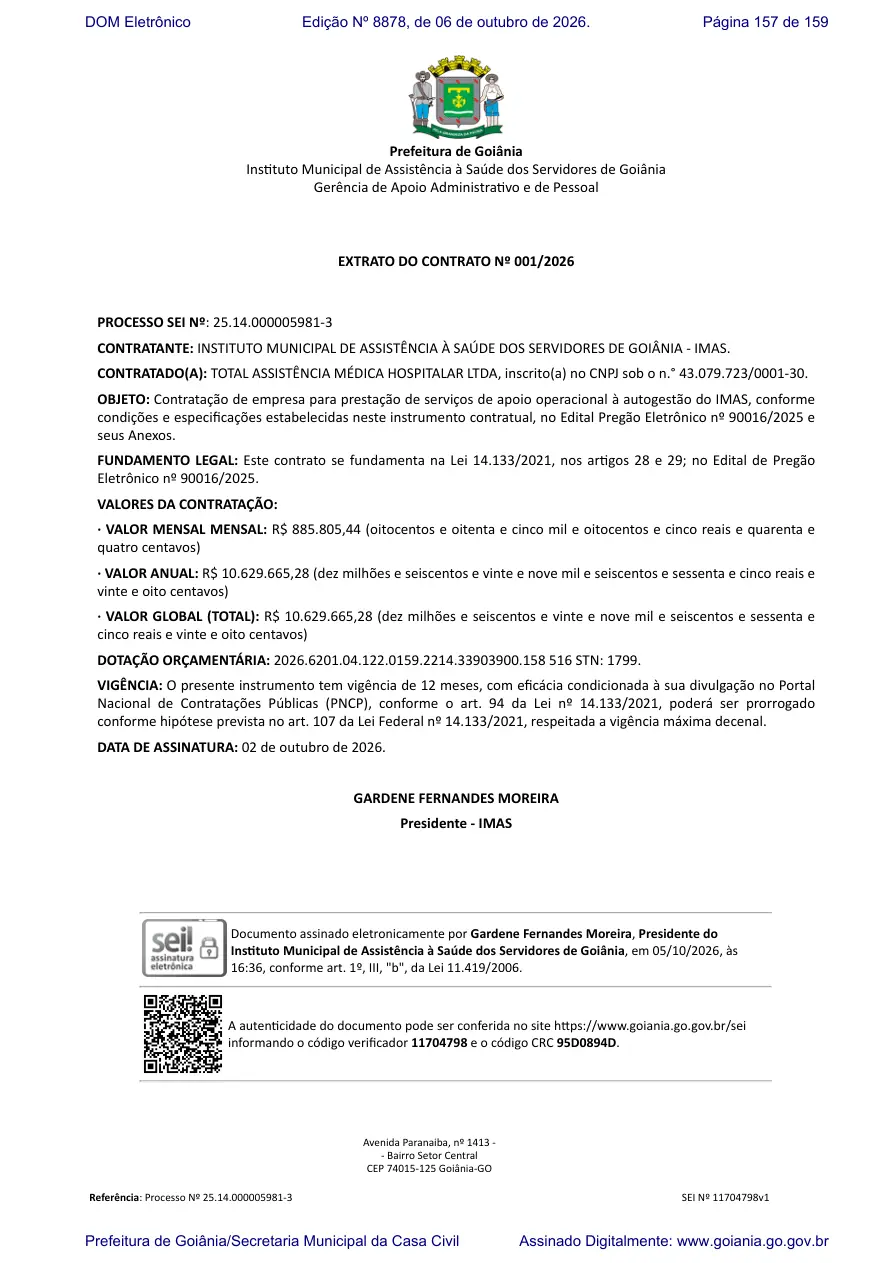 DOM Eletrônico Edição Nº 8878, de 06 de outubro de 2026. Página 157 de 159
Prefeitura de Goiânia
Instituto Municipal de Assistência à Saúde dos Servidores de Goiânia
Gerência de Apoio Administrativo e de Pessoal
EXTRATO DO CONTRATO Nº 001/2026
PROCESSO SEI Nº: 25.14.000005981-3
CONTRATANTE: INSTITUTO MUNICIPAL DE ASSISTÊNCIA À SAÚDE DOS SERVIDORES DE GOIÂNIA - IMAS.
CONTRATADO(A): TOTAL ASSISTÊNCIA MÉDICA HOSPITALAR LTDA, inscrito(a) no CNPJ sob o n.° 43.079.723/0001-30.
OBJETO: Contratação de empresa para prestação de serviços de apoio operacional à autogestão do IMAS, conforme
condições e especificações estabelecidas neste instrumento contratual, no Edital Pregão Eletrônico nº 90016/2025 e
seus Anexos.
FUNDAMENTO LEGAL: Este contrato se fundamenta na Lei 14.133/2021, nos artigos 28 e 29; no Edital de Pregão
Eletrônico nº 90016/2025.
VALORES DA CONTRATAÇÃO:
· VALOR MENSAL MENSAL: R$ 885.805,44 (oitocentos e oitenta e cinco mil e oitocentos e cinco reais e quarenta e
quatro centavos)
· VALOR ANUAL: R$ 10.629.665,28 (dez milhões e seiscentos e vinte e nove mil e seiscentos e sessenta e cinco reais e
vinte e oito centavos)
· VALOR GLOBAL (TOTAL): R$ 10.629.665,28 (dez milhões e seiscentos e vinte e nove mil e seiscentos e sessenta e
cinco reais e vinte e oito centavos)
DOTAÇÃO ORÇAMENTÁRIA: 2026.6201.04.122.0159.2214.33903900.158 516 STN: 1799.
VIGÊNCIA: O presente instrumento tem vigência de 12 meses, com eficácia condicionada à sua divulgação no Portal
Nacional de Contratações Públicas (PNCP), conforme o art. 94 da Lei nº 14.133/2021, poderá ser prorrogado
conforme hipótese prevista no art. 107 da Lei Federal nº 14.133/2021, respeitada a vigência máxima decenal.
DATA DE ASSINATURA: 02 de outubro de 2026.
GARDENE FERNANDES MOREIRA
Presidente - IMAS
sei!
assinatura
eletrônica
Documento assinado eletronicamente por Gardene Fernandes Moreira, Presidente do
Instituto Municipal de Assistência à Saúde dos Servidores de Goiânia, em 05/10/2026, às
16:36, conforme art. 1º, III, "b", da Lei 11.419/2006.
A autenticidade do documento pode ser conferida no site https://www.goiania.go.gov.br/sei
informando o código verificador 11704798 e o código CRC 95D0894D.
Avenida Paranaiba, nº 1413 -
- Bairro Setor Central
CEP 74015-125 Goiânia-GO
Referência: Processo Nº 25.14.000005981-3 SEI Nº 11704798v1
Prefeitura de Goiânia/Secretaria Municipal da Casa Civil Assinado Digitalmente: www.goiania.go.gov.br